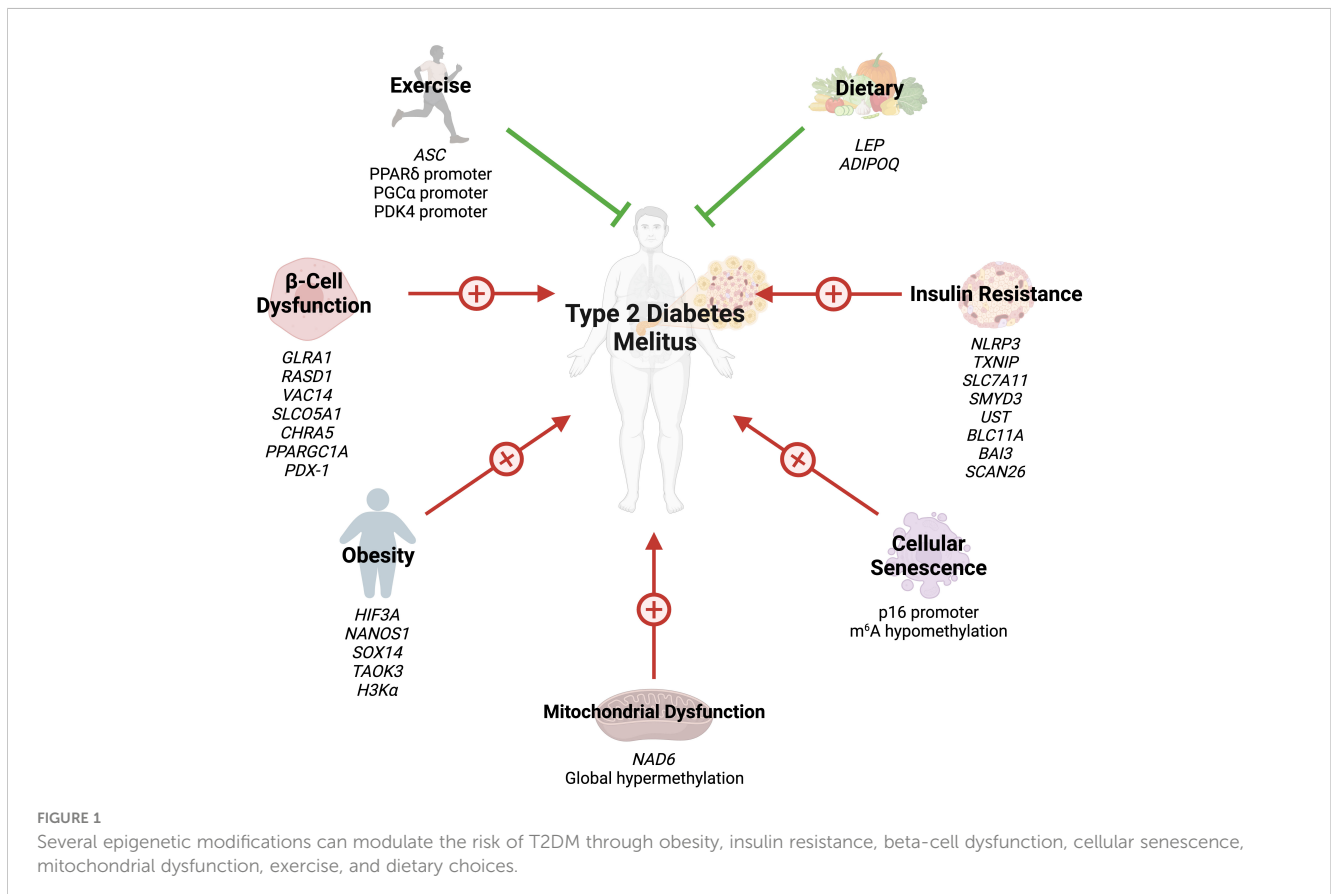 Exercise
ASC
PPARδ promoter
PGCα promoter
PDK4 promoter
Dietary
LEP
ADIPOQ
β-Cell
Dysfunction
GLRA1
RASD1
VAC14
SLCO5A1
CHRA5
PPARGC1A
PDX-1
Type 2 Diabetes
Melitus
Insulin Resistance
NLRP3
TXNIP
SLC7A11
SMYD3
UST
BLC11A
BAI3
SCAN26
Obesity
HIF3A
NANOS1
SOX14
TAOK3
H3Kα
Cellular
Senescence
p16 promoter
m⁶A hypomethylation
Mitochondrial Dysfunction
NAD6
Global hypermethylation
FIGURE 1
Several epigenetic modifications can modulate the risk of T2DM through obesity, insulin resistance, beta-cell dysfunction, cellular senescence,
mitochondrial dysfunction, exercise, and dietary choices.